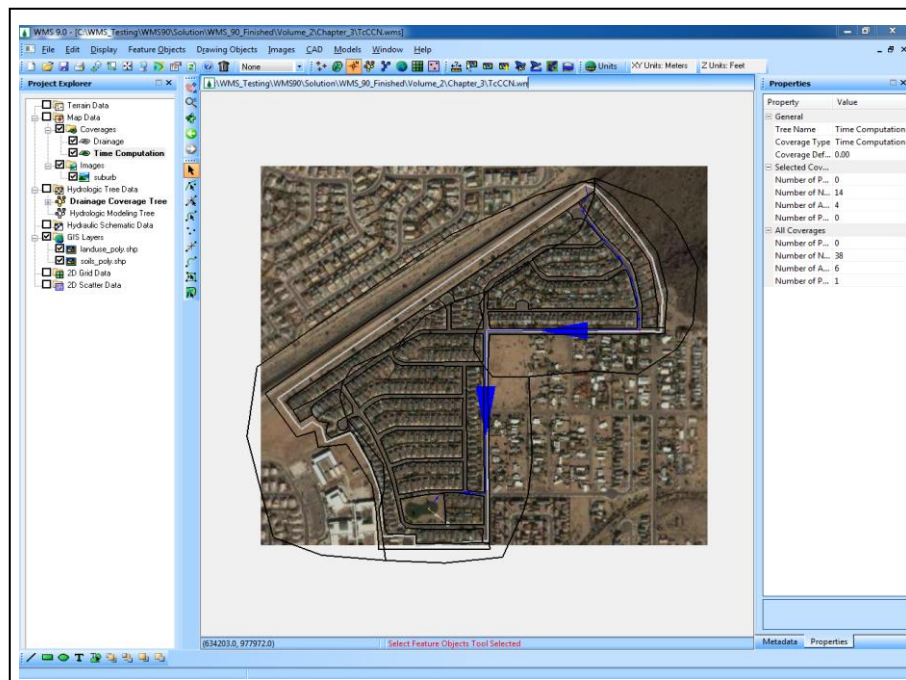 WMS 9.0 - [C:\WMS_Testing\WMS90\Solution\WMS_90_Finished\Volume_2\Chapter_3\TcCCN.wms]
File Edit Display Feature Objects Drawing Objects Images CAD Models Window Help
None Units XY Units: Meters Z Units: Feet
Project Explorer
Terrain Data
Map Data
Coverages
Drainage
Time Computation
Images
suburb
Hydrologic Tree Data
Drainage Coverage Tree
Hydrologic Modeling Tree
Hydraulic Schematic Data
GIS Layers
landuse_poly.shp
soils_poly.shp
2D Grid Data
2D Scatter Data
\WMS_Testing\WMS90\Solution\WMS_90_Finished\Volume_2\Chapter_3\TcCCN.wm
Properties
Property Value
General
Tree Name Time Computation
Coverage Type Time Computation
Coverage Def... 0.00
Selected Cov...
Number of P... 0
Number of N... 14
Number of A... 4
Number of P... 0
All Coverages
Number of P... 0
Number of N... 38
Number of A... 6
Number of P... 1
Metadata Properties
(634203.0, 977972.0) Select Feature Objects Tool Selected
T